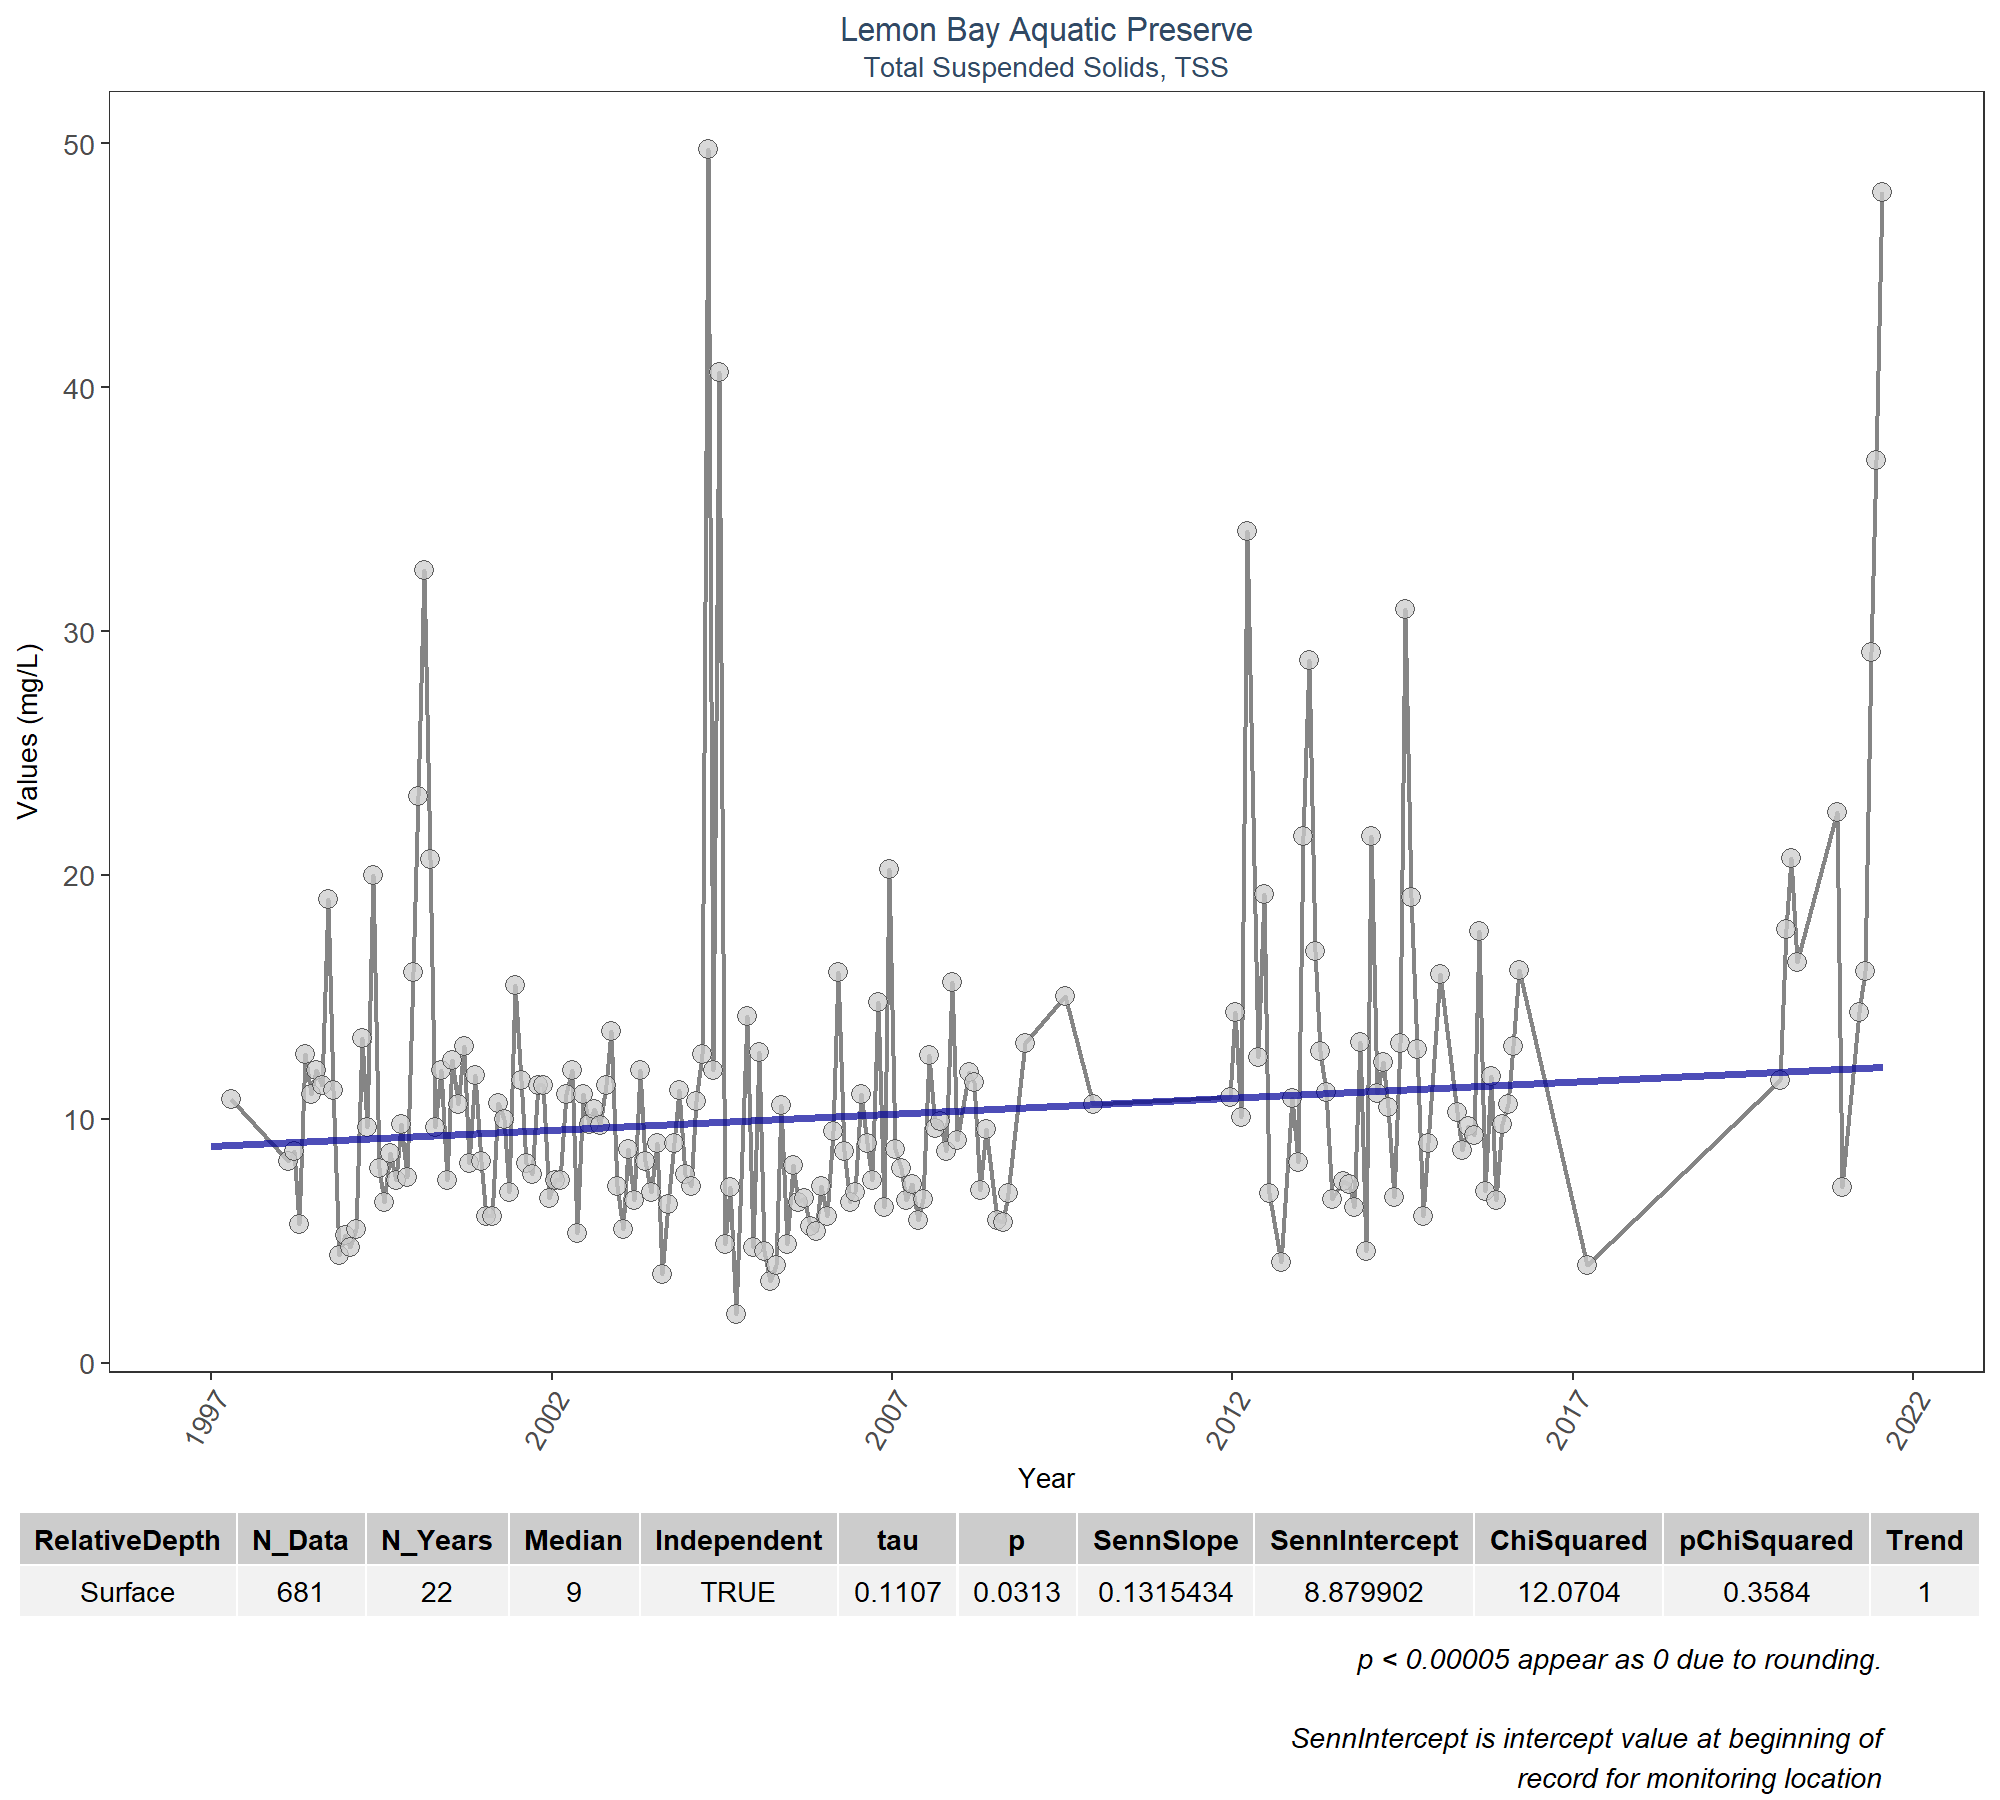 Lemon Bay Aquatic Preserve
Total Suspended Solids, TSS
50
40
30
20
10
0
Values (mg/L)
1997 2002 2007 2012 2017 2022
Year
RelativeDepth N_Data N_Years Median Independent tau p SennSlope SennIntercept ChiSquared pChiSquared Trend
Surface 681 22 9 TRUE 0.1107 0.0313 0.1315434 8.879902 12.0704 0.3584 1
p < 0.00005 appear as 0 due to rounding.
SennIntercept is intercept value at beginning of
record for monitoring location